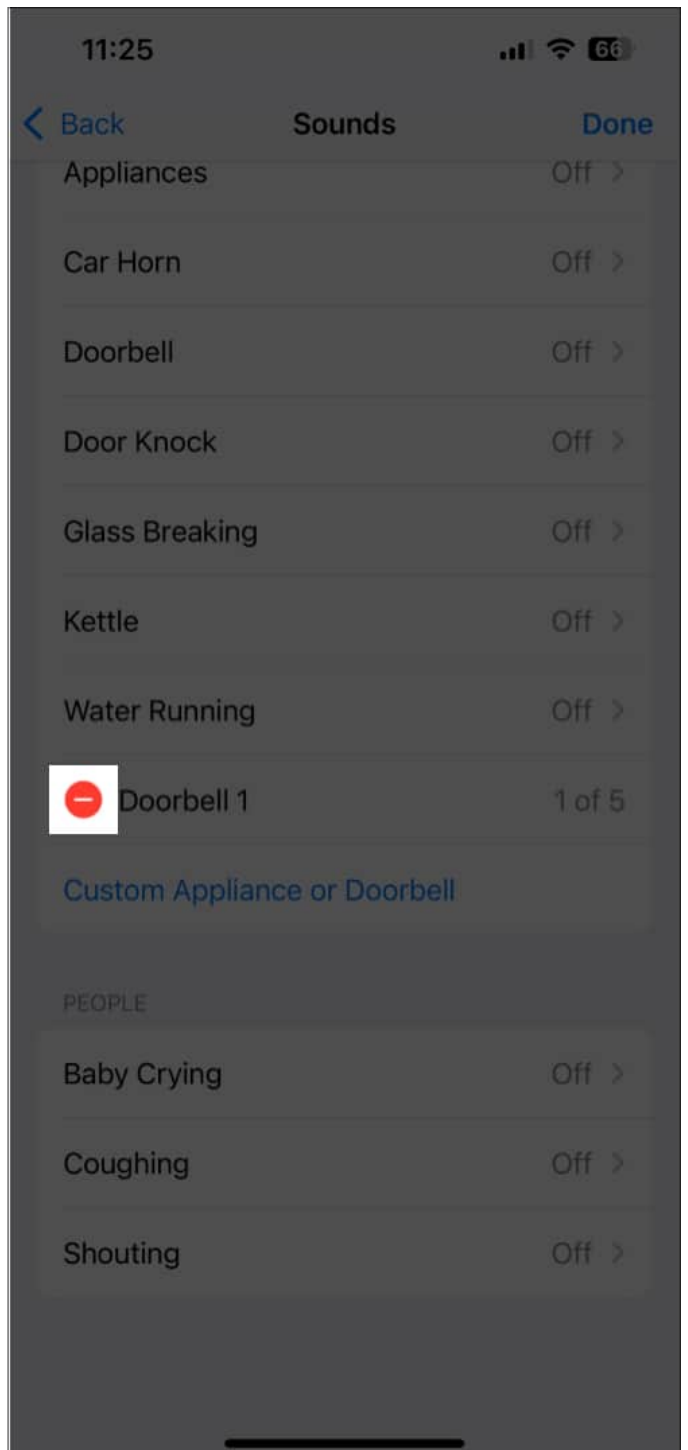 11:25
66
Back Sounds Done
Appliances Off
Car Horn Off
Doorbell Off
Door Knock Off
Glass Breaking Off
Kettle Off
Water Running Off
Doorbell 1 1 of 5
Custom Appliance or Doorbell
PEOPLE
Baby Crying Off
Coughing Off
Shouting Off